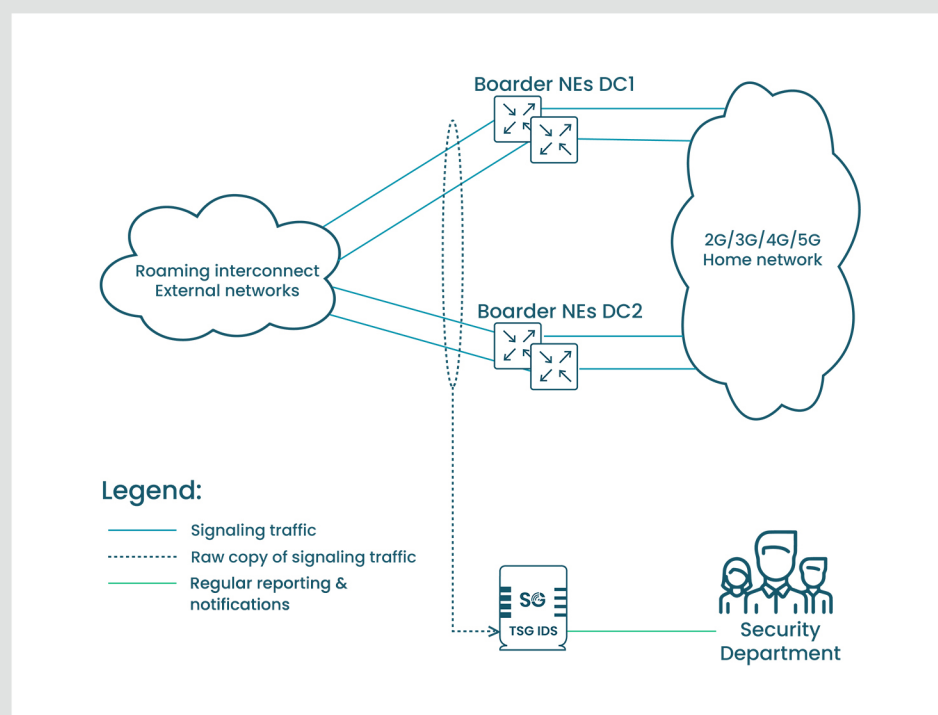 Boarder NEs DC1
2G/3G/4G/5G
Home network
Roaming interconnect
External networks
Boarder NEs DC2
Legend:
Signaling traffic
Raw copy of signaling traffic
Regular reporting &
notifications
SG
TSG IDS
Security
Department